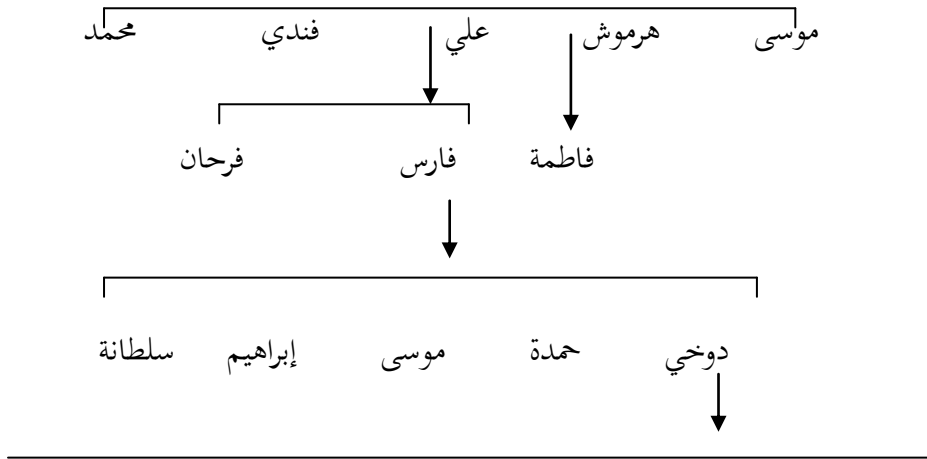 موسى هرموش علي فندي محمد
فاطمة فارس فرحان
دوخي حمدة موسى إبراهيم سلطانة